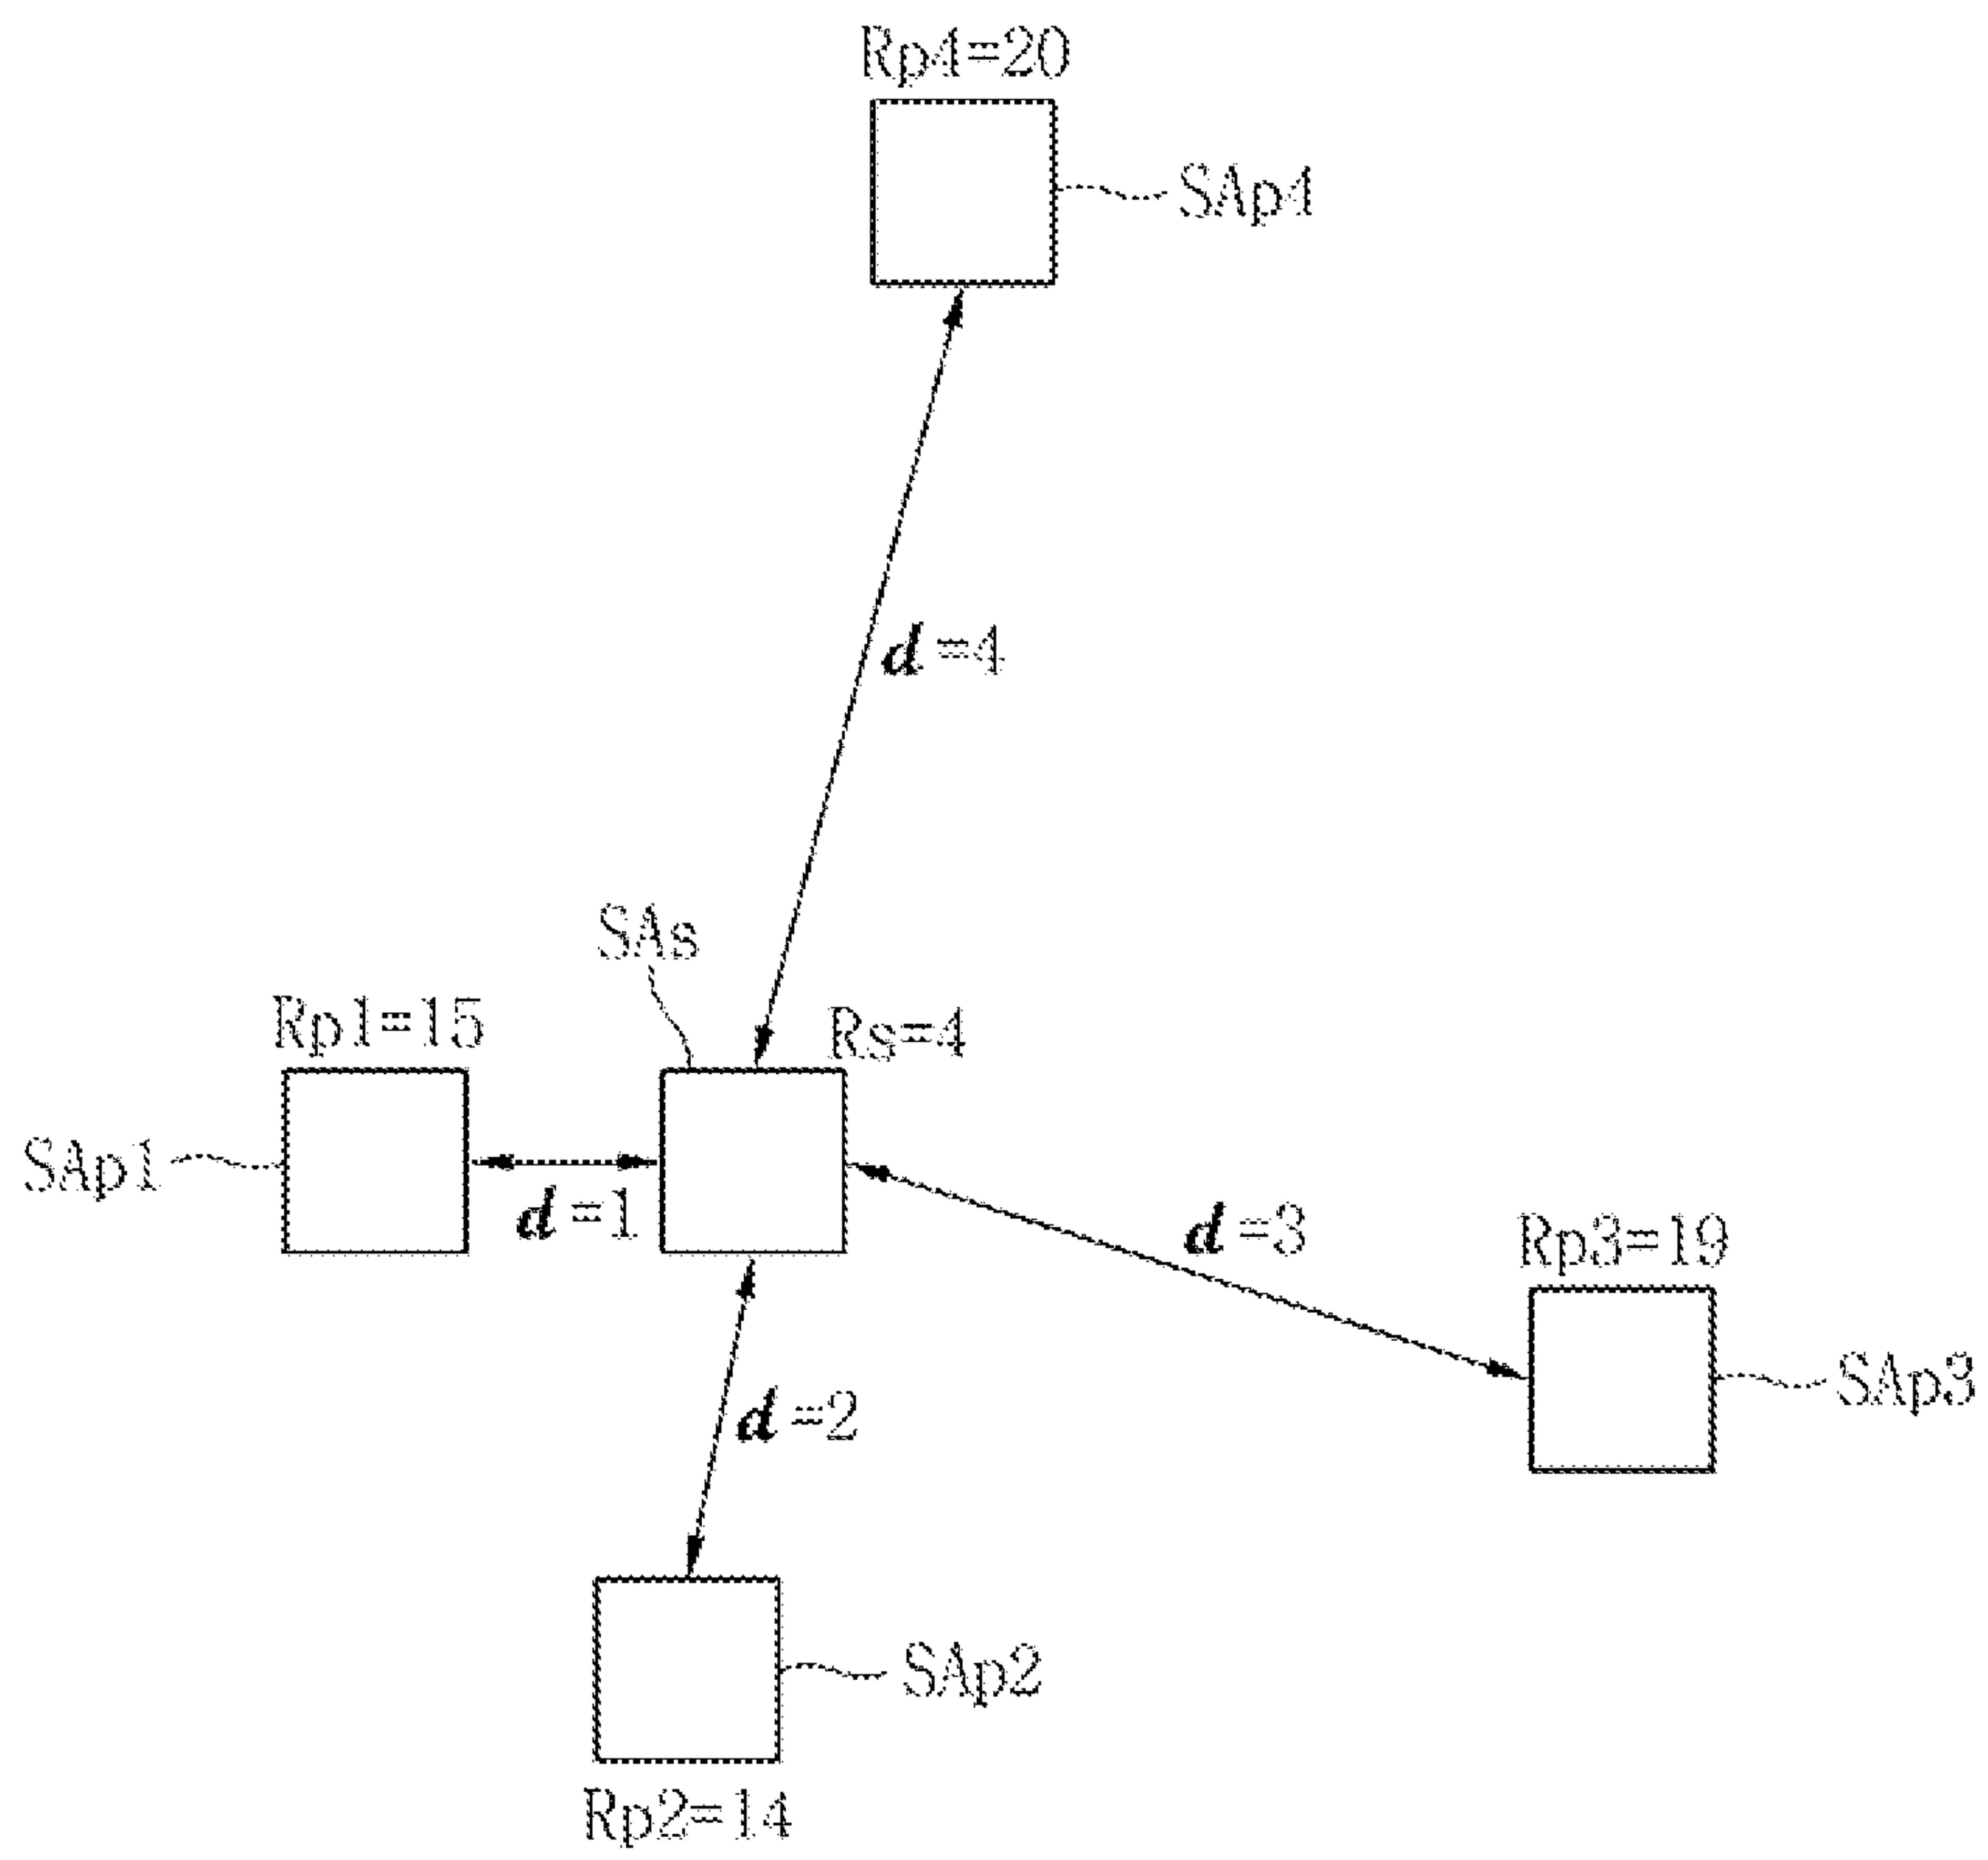 Rp4=20
SAp4
d=4
SAs
Rp1=15
Rs=4
SAp1
d=1
d=3
Rp3=19
SAp3
d=2
SAp2
Rp2=14